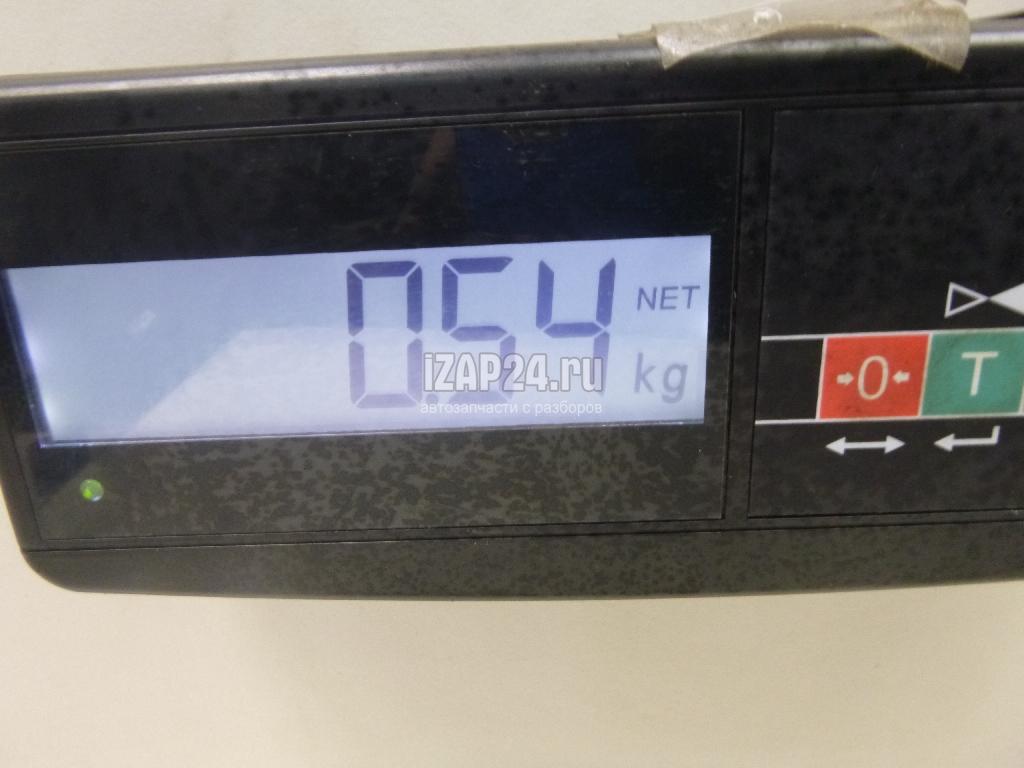 0.54 NET
kg
iZAP24.ru
автозапчасти с разборов
0 T